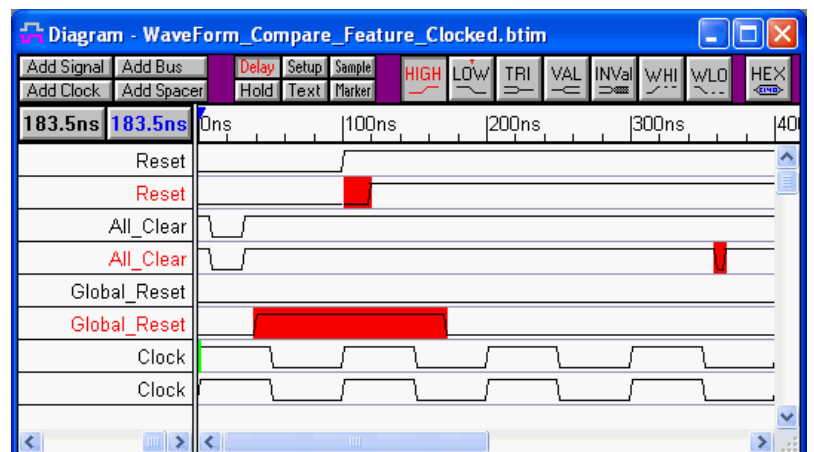 Diagram - WaveForm_Compare_Feature_Clocked.btim
Add Signal Add Bus Delay Setup Sample HIGH LOW TRI VAL INVal WHI WLO HEX
Add Clock Add Spacer Hold Text Marker
183.5ns 183.5ns 0ns 100ns 200ns 300ns 40
Reset
Reset
All_Clear
All_Clear
Global_Reset
Global_Reset
Clock
Clock